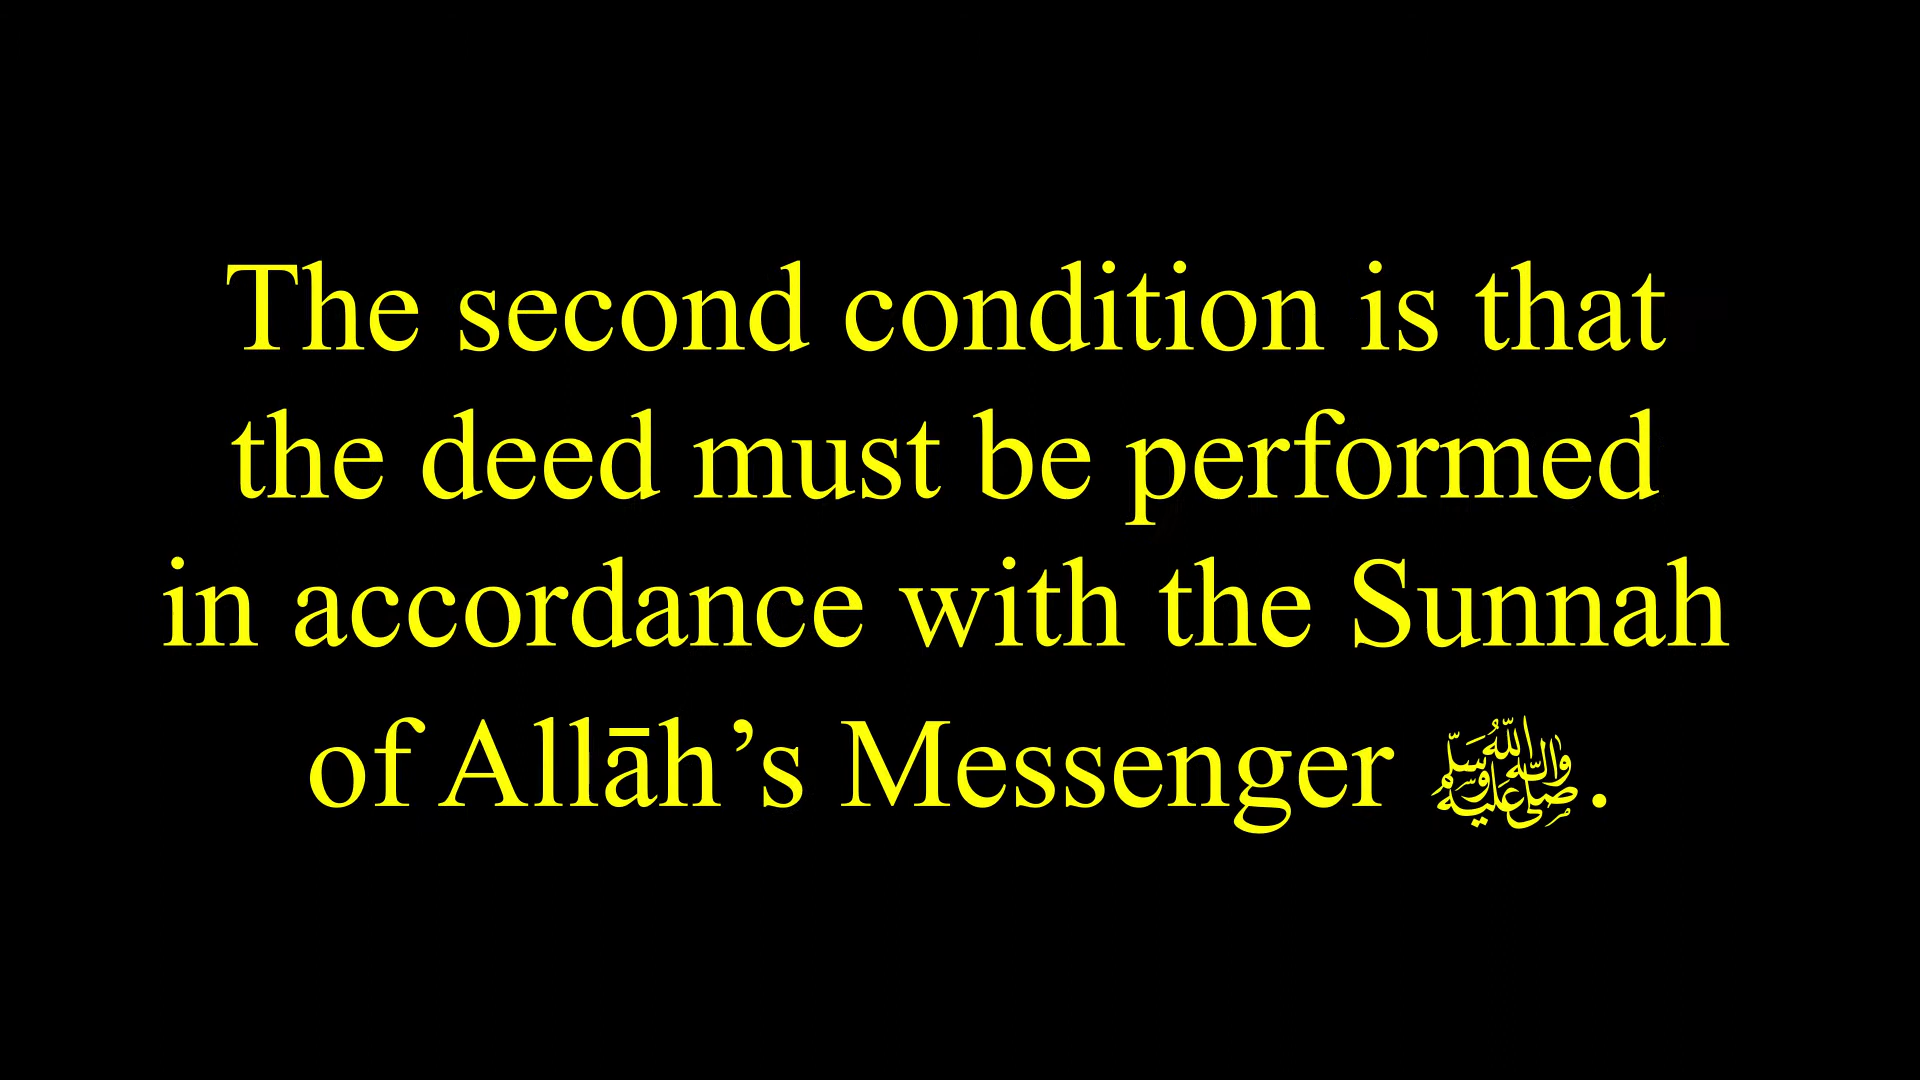 The second condition is that
the deed must be performed
in accordance with the Sunnah
of Allāh’s Messenger ﷺ.